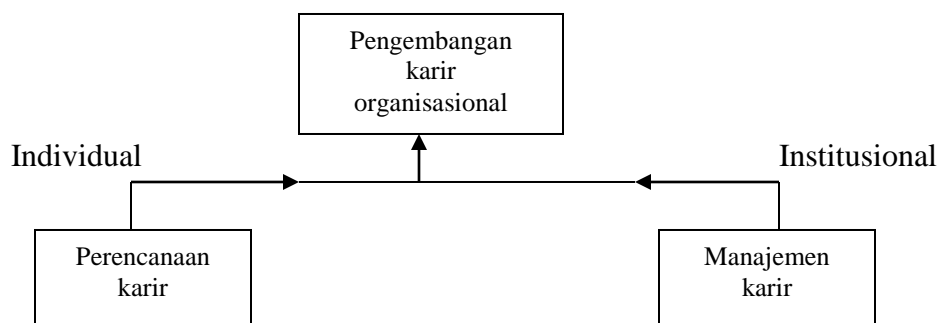 Pengembangan
karir
organisasional
Individual
Institusional
Perencanaan
karir
Manajemen
karir